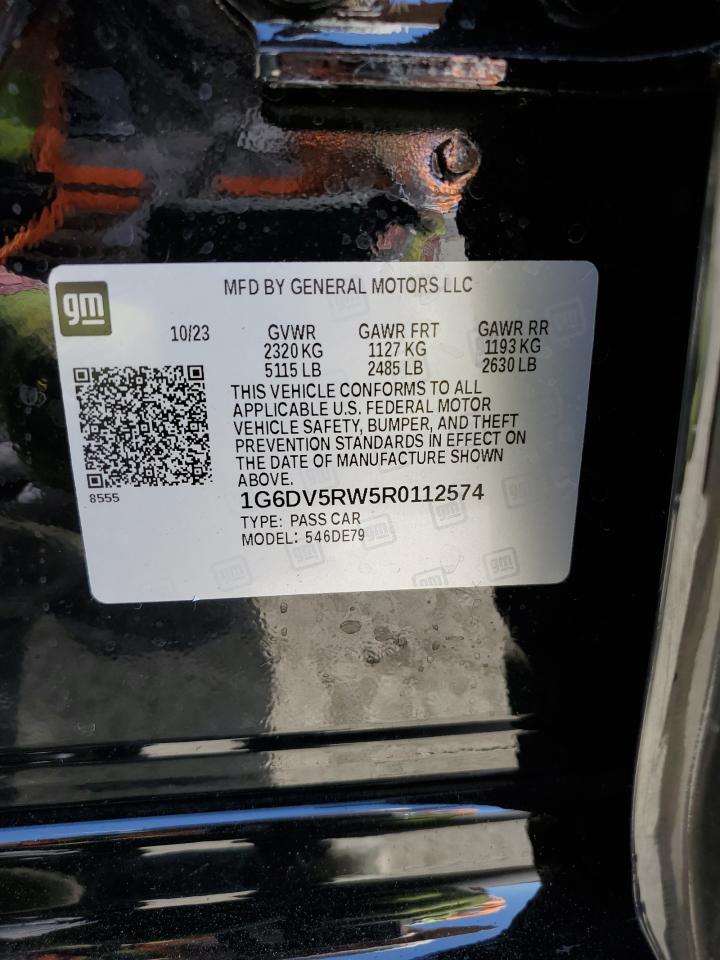 gm
MFD BY GENERAL MOTORS LLC
10/23 GVWR GAWR FRT GAWR RR
2320 KG 1127 KG 1193 KG
5115 LB 2485 LB 2630 LB
THIS VEHICLE CONFORMS TO ALL
APPLICABLE U.S. FEDERAL MOTOR
VEHICLE SAFETY, BUMPER, AND THEFT
PREVENTION STANDARDS IN EFFECT ON
THE DATE OF MANUFACTURE SHOWN
ABOVE.
8555
1G6DV5RW5R0112574
TYPE: PASS CAR
MODEL: 546DE79